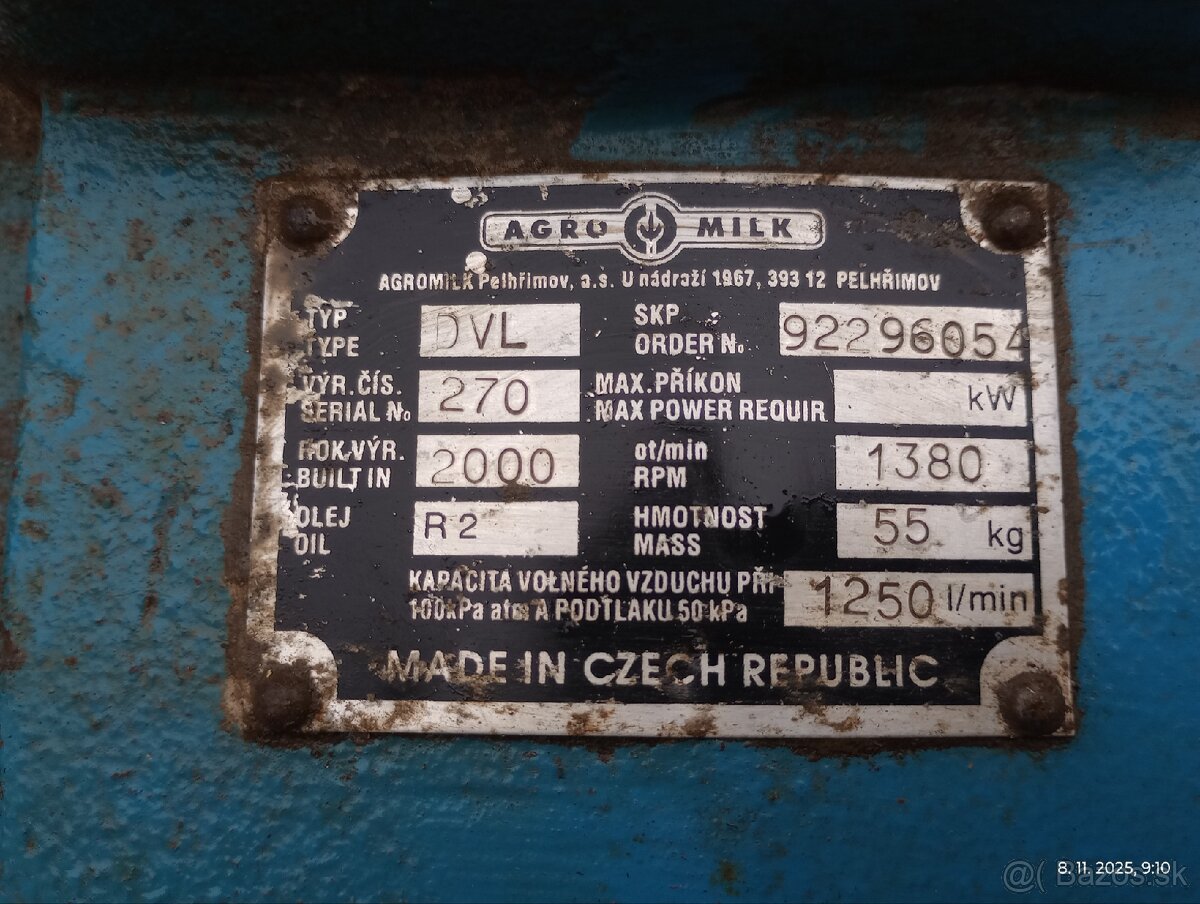 AGRO MILK
AGROMILK Pelhřimov, a.s. U nádraží 1967, 393 12 PELHŘIMOV
TYP
TYPE
DVL
SKP
ORDER No
92296054
VÝR. ČÍS.
SERIAL No
270
MAX. PŘÍKON
MAX POWER REQUIR
kW
ROK VÝR.
BUILT IN
2000
ot/min
RPM
1380
OLEJ
OIL
R2
HMOTNOST
MASS
55 kg
KAPACITA VOLNÉHO VZDUCHU PŘI
100kPa atm A PODTLAKU 50 kPa
1250 l/min
MADE IN CZECH REPUBLIC
8. 11. 2025, 9:10
Bazos.sk